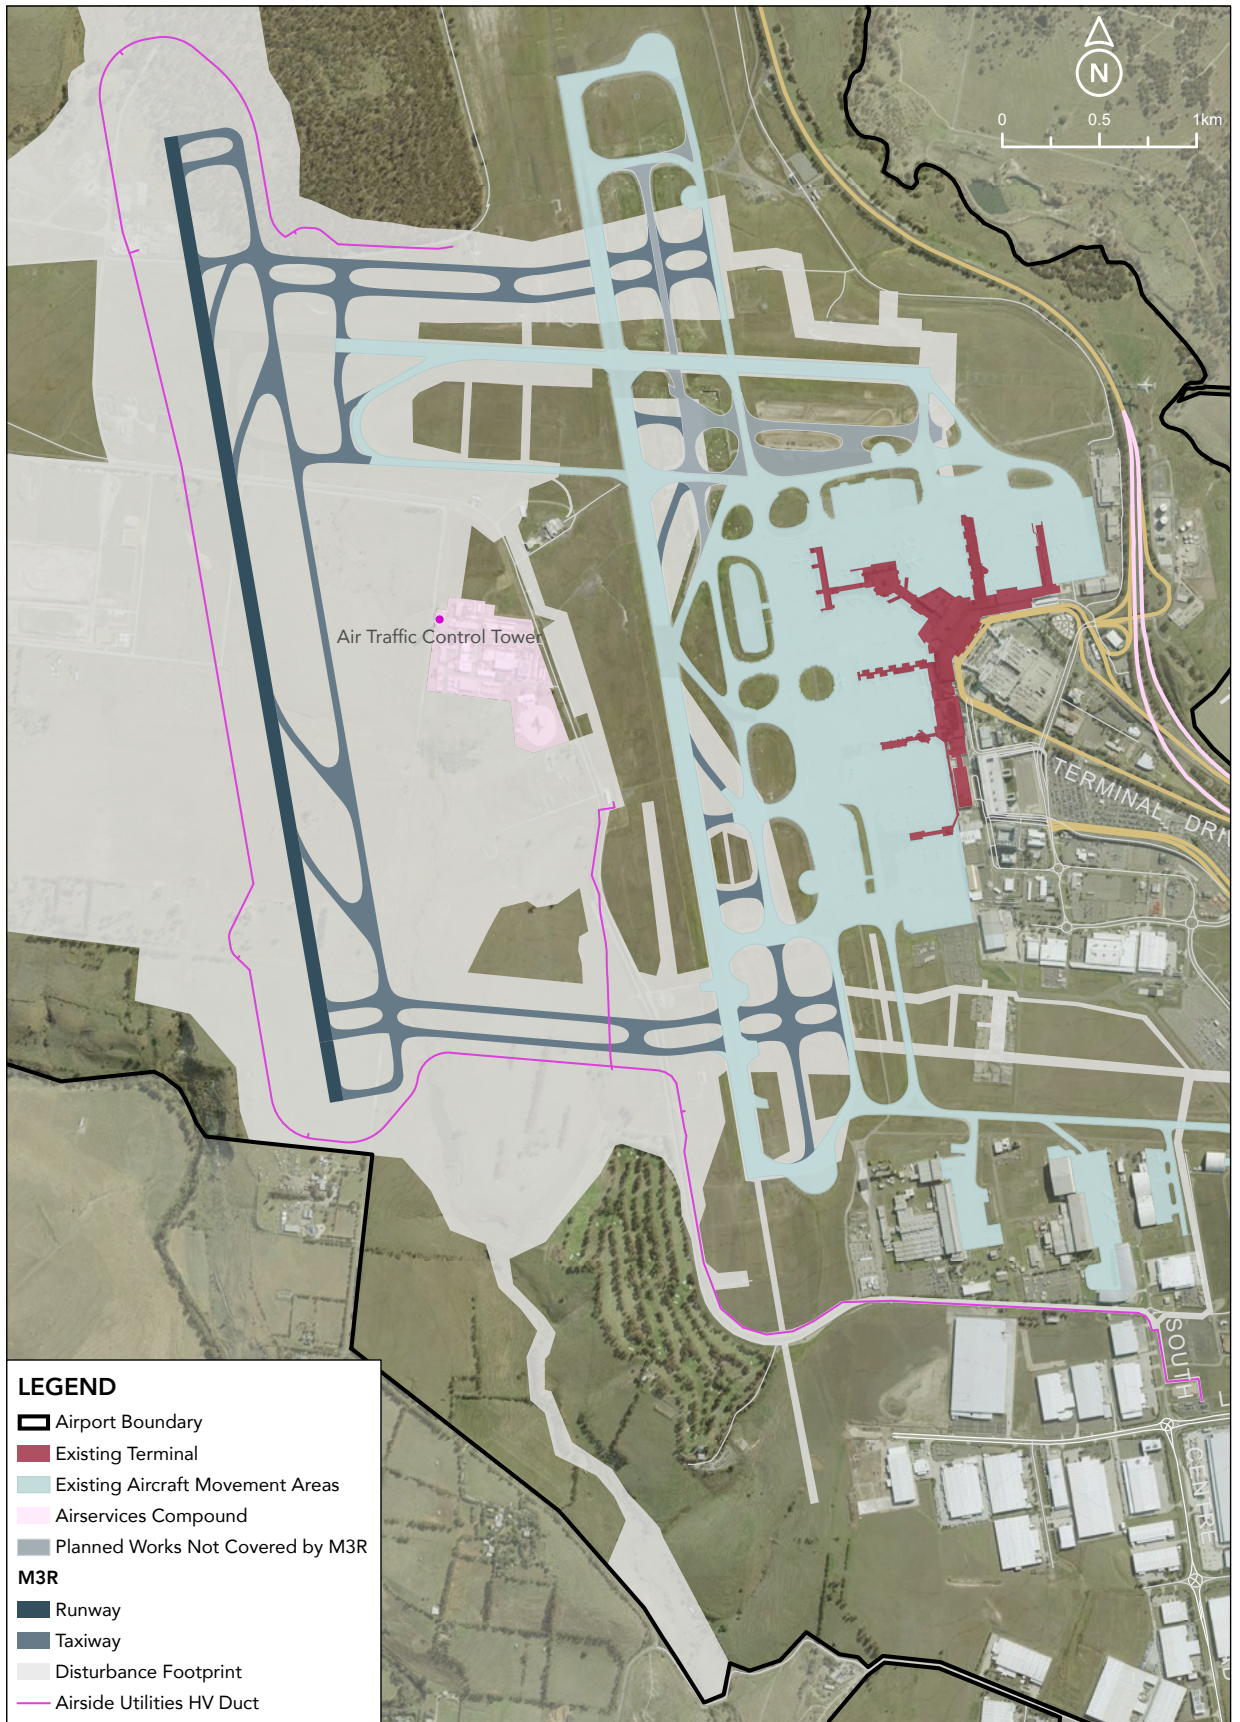 N
0 0.5 1km
Air Traffic Control Tower
TERMINAL DRI
SOUTH
CENTRE
LEGEND
Airport Boundary
Existing Terminal
Existing Aircraft Movement Areas
Airservices Compound
Planned Works Not Covered by M3R
M3R
Runway
Taxiway
Disturbance Footprint
Airside Utilities HV Duct